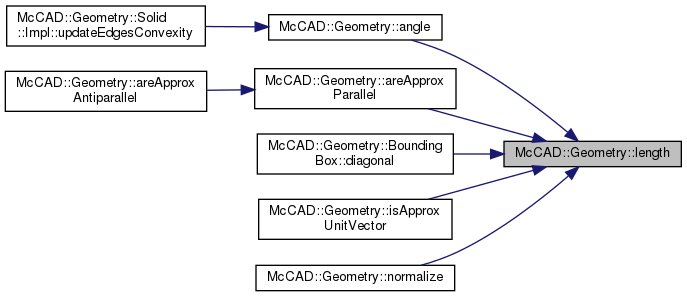 McCAD::Geometry::Solid
::Impl::updateEdgesConvexity
McCAD::Geometry::angle
McCAD::Geometry::areApprox
Antiparallel
McCAD::Geometry::areApprox
Parallel
McCAD::Geometry::Bounding
Box::diagonal
McCAD::Geometry::length
McCAD::Geometry::isApprox
UnitVector
McCAD::Geometry::normalize